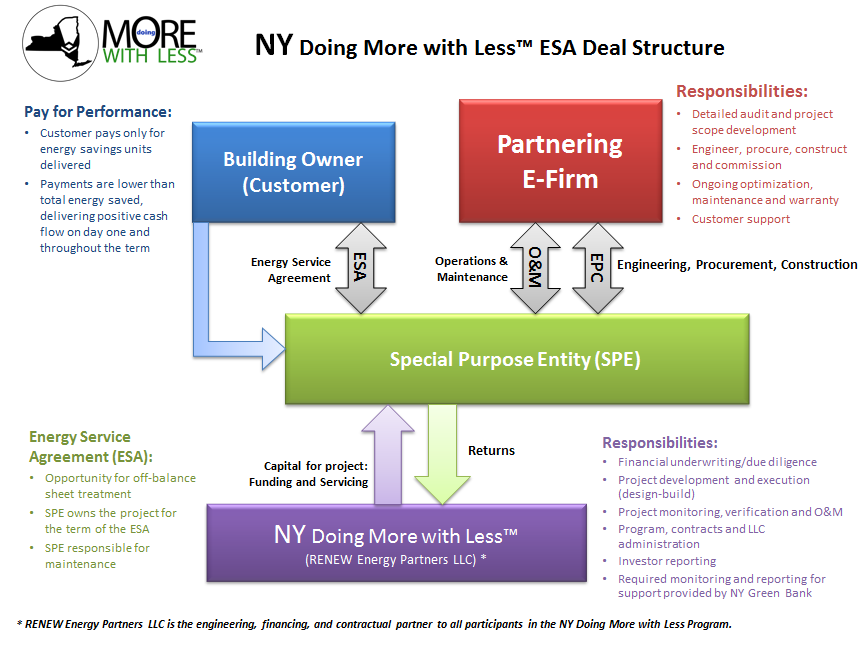 doing
MORE
WITH LESS™
NY Doing More with Less™ ESA Deal Structure
Pay for Performance:
• Customer pays only for
energy savings units
delivered
• Payments are lower than
total energy saved,
delivering positive cash
flow on day one and
throughout the term
Building Owner
(Customer)
Partnering
E-Firm
Responsibilities:
• Detailed audit and project
scope development
• Engineer, procure, construct
and commission
• Ongoing optimization,
maintenance and warranty
• Customer support
Energy Service
Agreement
ESA
Operations &
Maintenance
O&M
EPC
Engineering, Procurement, Construction
Special Purpose Entity (SPE)
Energy Service
Agreement (ESA):
• Opportunity for off-balance
sheet treatment
• SPE owns the project for
the term of the ESA
• SPE responsible for
maintenance
Capital for project:
Funding and Servicing
Returns
NY Doing More with Less™
(RENEW Energy Partners LLC) *
Responsibilities:
• Financial underwriting/due diligence
• Project development and execution
(design-build)
• Project monitoring, verification and O&M
• Program, contracts and LLC
administration
• Investor reporting
• Required monitoring and reporting for
support provided by NY Green Bank
* RENEW Energy Partners LLC is the engineering, financing, and contractual partner to all participants in the NY Doing More with Less Program.